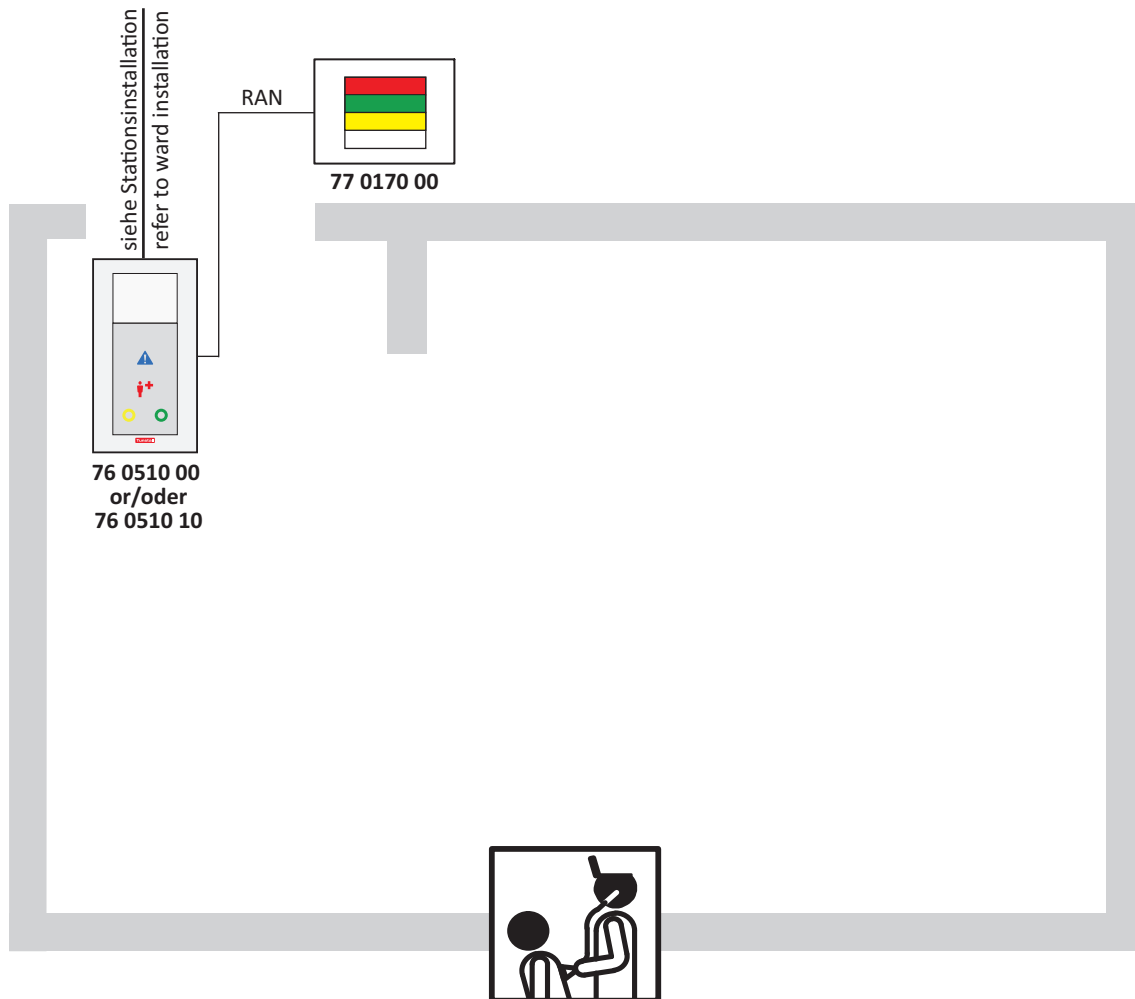 siehe Stationsinstallation
refer to ward installation
RAN
77 0170 00
76 0510 00
or/oder
76 0510 10